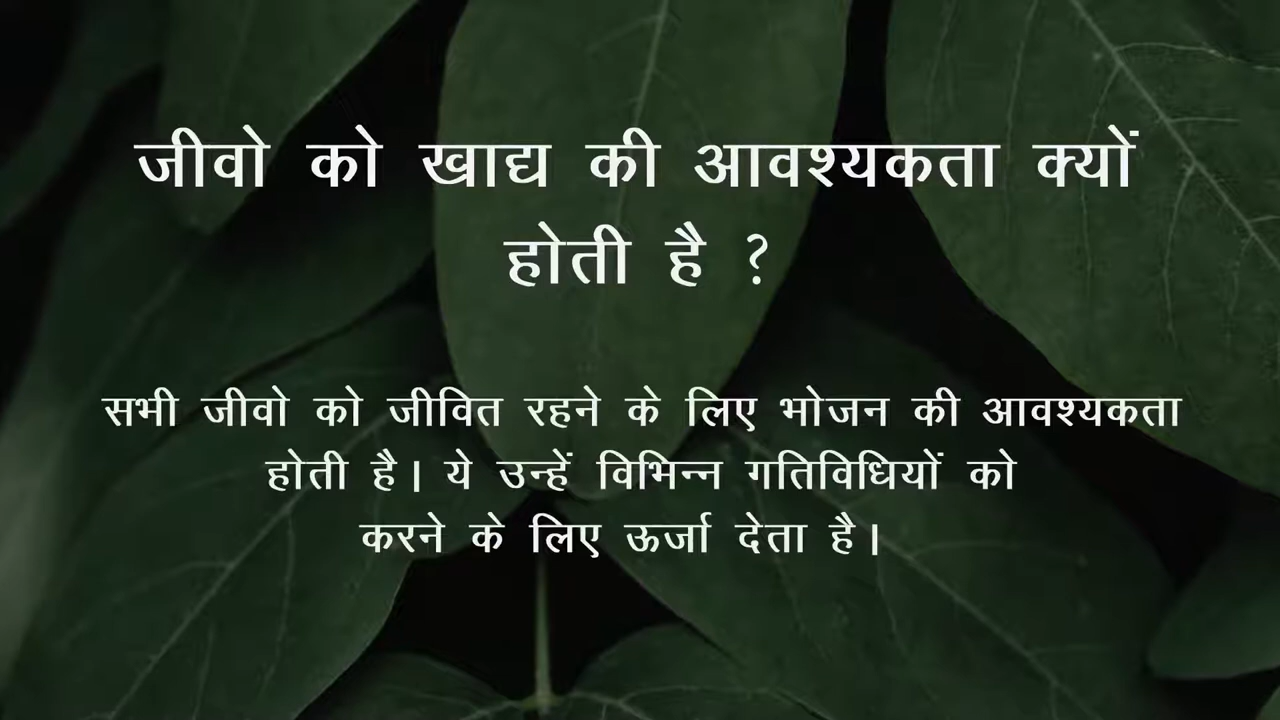 जीवो को खाद्य की आवश्यकता क्यों
होती है ?
सभी जीवो को जीवित रहने के लिए भोजन की आवश्यकता
होती है। ये उन्हें विभिन्न गतिविधियों को
करने के लिए ऊर्जा देता है।